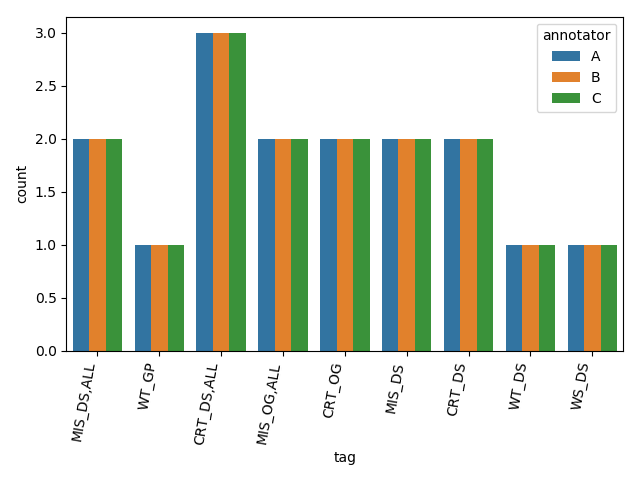 annotator
A
B
C
3.0
2.5
2.0
1.5
1.0
0.5
0.0
count
MIS_DS,ALL
WT_GP
CRT_DS,ALL
MIS_OG,ALL
CRT_OG
MIS_DS
CRT_DS
WT_DS
WS_DS
tag